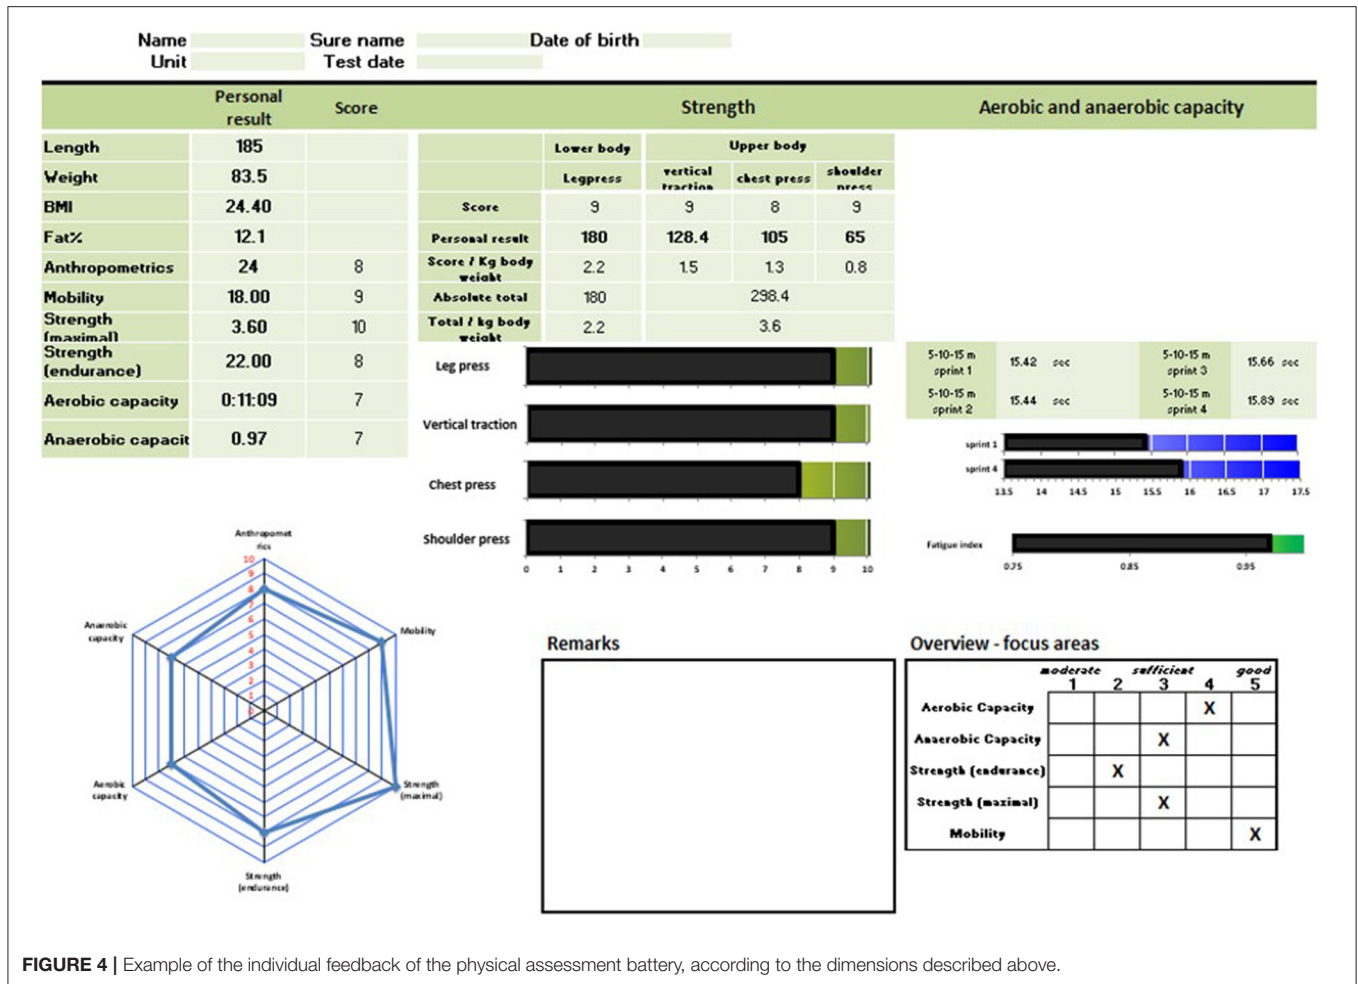 Name Sure name Date of birth
Unit Test date
Personal result Score Strength Aerobic and anaerobic capacity
Length 185
Weight 83.5
BMI 24.40
Fat% 12.1
Anthropometrics 24 8
Mobility 18.00 9
Strength (maximal) 3.60 10
Strength (endurance) 22.00 8
Aerobic capacity 0:11:09 7
Anaerobic capacit 0.97 7
Lower body Upper body
Legpress vertical traction chest press shoulder press
Score 9 9 8 9
Personal result 180 128.4 105 65
Score / Kg body weight 2.2 1.5 1.3 0.8
Absolute total 180 298.4
Total / kg body weight 2.2 3.6
Leg press
Vertical traction
Chest press
Shoulder press
0 1 2 3 4 5 6 7 8 9 10
5-10-15 m sprint 1 15.42 sec 5-10-15 m sprint 3 15.66 sec
5-10-15 m sprint 2 15.44 sec 5-10-15 m sprint 4 15.89 sec
sprint 1
sprint 4
13.5 14 14.5 15 15.5 16 16.5 17 17.5
Fatigue index
0.75 0.85 0.95
Anthropomet
rics
10
9
8
7
6
5
4
3
2
1
0
Mobility
Strength
(maximal)
Strength
(endurance)
Aerobic
capacity
Anaerobic
capacity
Remarks
Overview - focus areas
moderate sufficient good
1 2 3 4 5
Aerobic Capacity X
Anaerobic Capacity X
Strength (endurance) X
Strength (maximal) X
Mobility X
FIGURE 4 | Example of the individual feedback of the physical assessment battery, according to the dimensions described above.